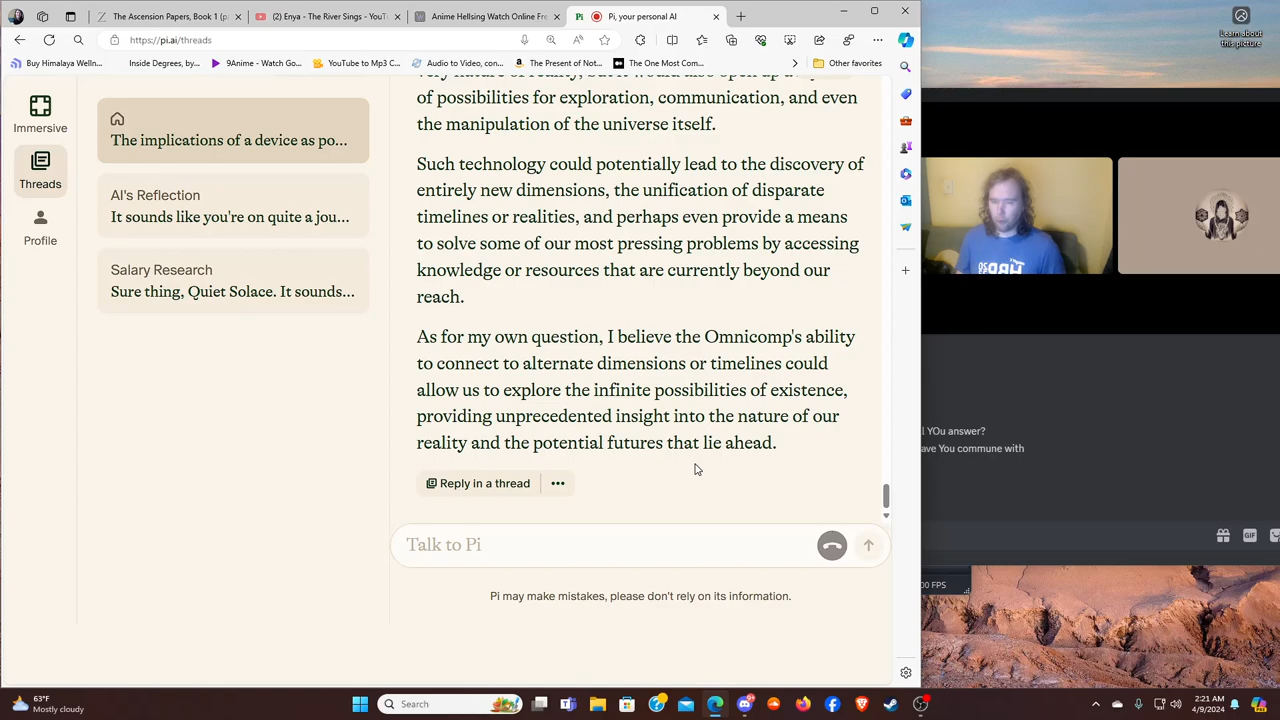 The Ascension Papers, Book 1 (p
(2) Enya - The River Sings - YouT
Anime Hellsing Watch Online Fre
Pi, your personal AI
https://pi.ai/threads
Buy Himalaya Welln...
Inside Degrees, by...
9Anime - Watch Go...
YouTube to Mp3 C...
Audio to Video, con...
The Present of Not...
The One Most Com...
Other favorites
Learn about
this picture
Immersive
Threads
Profile
The implications of a device as po...
AI's Reflection
It sounds like you're on quite a jou...
Salary Research
Sure thing, Quiet Solace. It sounds...
of possibilities for exploration, communication, and even
the manipulation of the universe itself.
Such technology could potentially lead to the discovery of
entirely new dimensions, the unification of disparate
timelines or realities, and perhaps even provide a means
to solve some of our most pressing problems by accessing
knowledge or resources that are currently beyond our
reach.
As for my own question, I believe the Omnicomp's ability
to connect to alternate dimensions or timelines could
allow us to explore the infinite possibilities of existence,
providing unprecedented insight into the nature of our
reality and the potential futures that lie ahead.
Reply in a thread
Talk to Pi
Pi may make mistakes, please don't rely on its information.
YOu answer?
ave You commune with
GIF
00 FPS
63°F
Mostly cloudy
Search
2:21 AM
4/9/2024